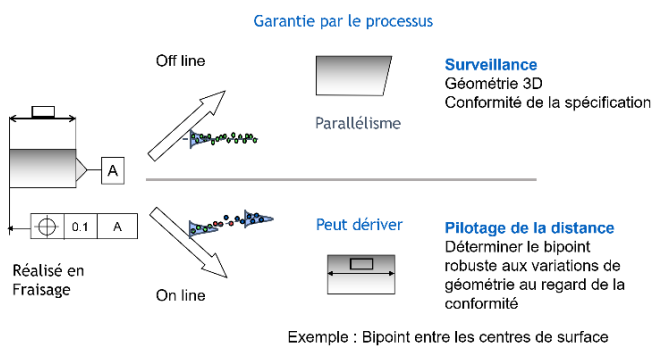 Garantie par le processus
Off line
Surveillance
Géométrie 3D
Conformité de la spécification
Parallélisme
A
0.1 A
Réalisé en
Fraisage
On line
Peut dériver
Pilotage de la distance
Déterminer le bipoint
robuste aux variations de
géométrie au regard de la
conformité
Exemple : Bipoint entre les centres de surface